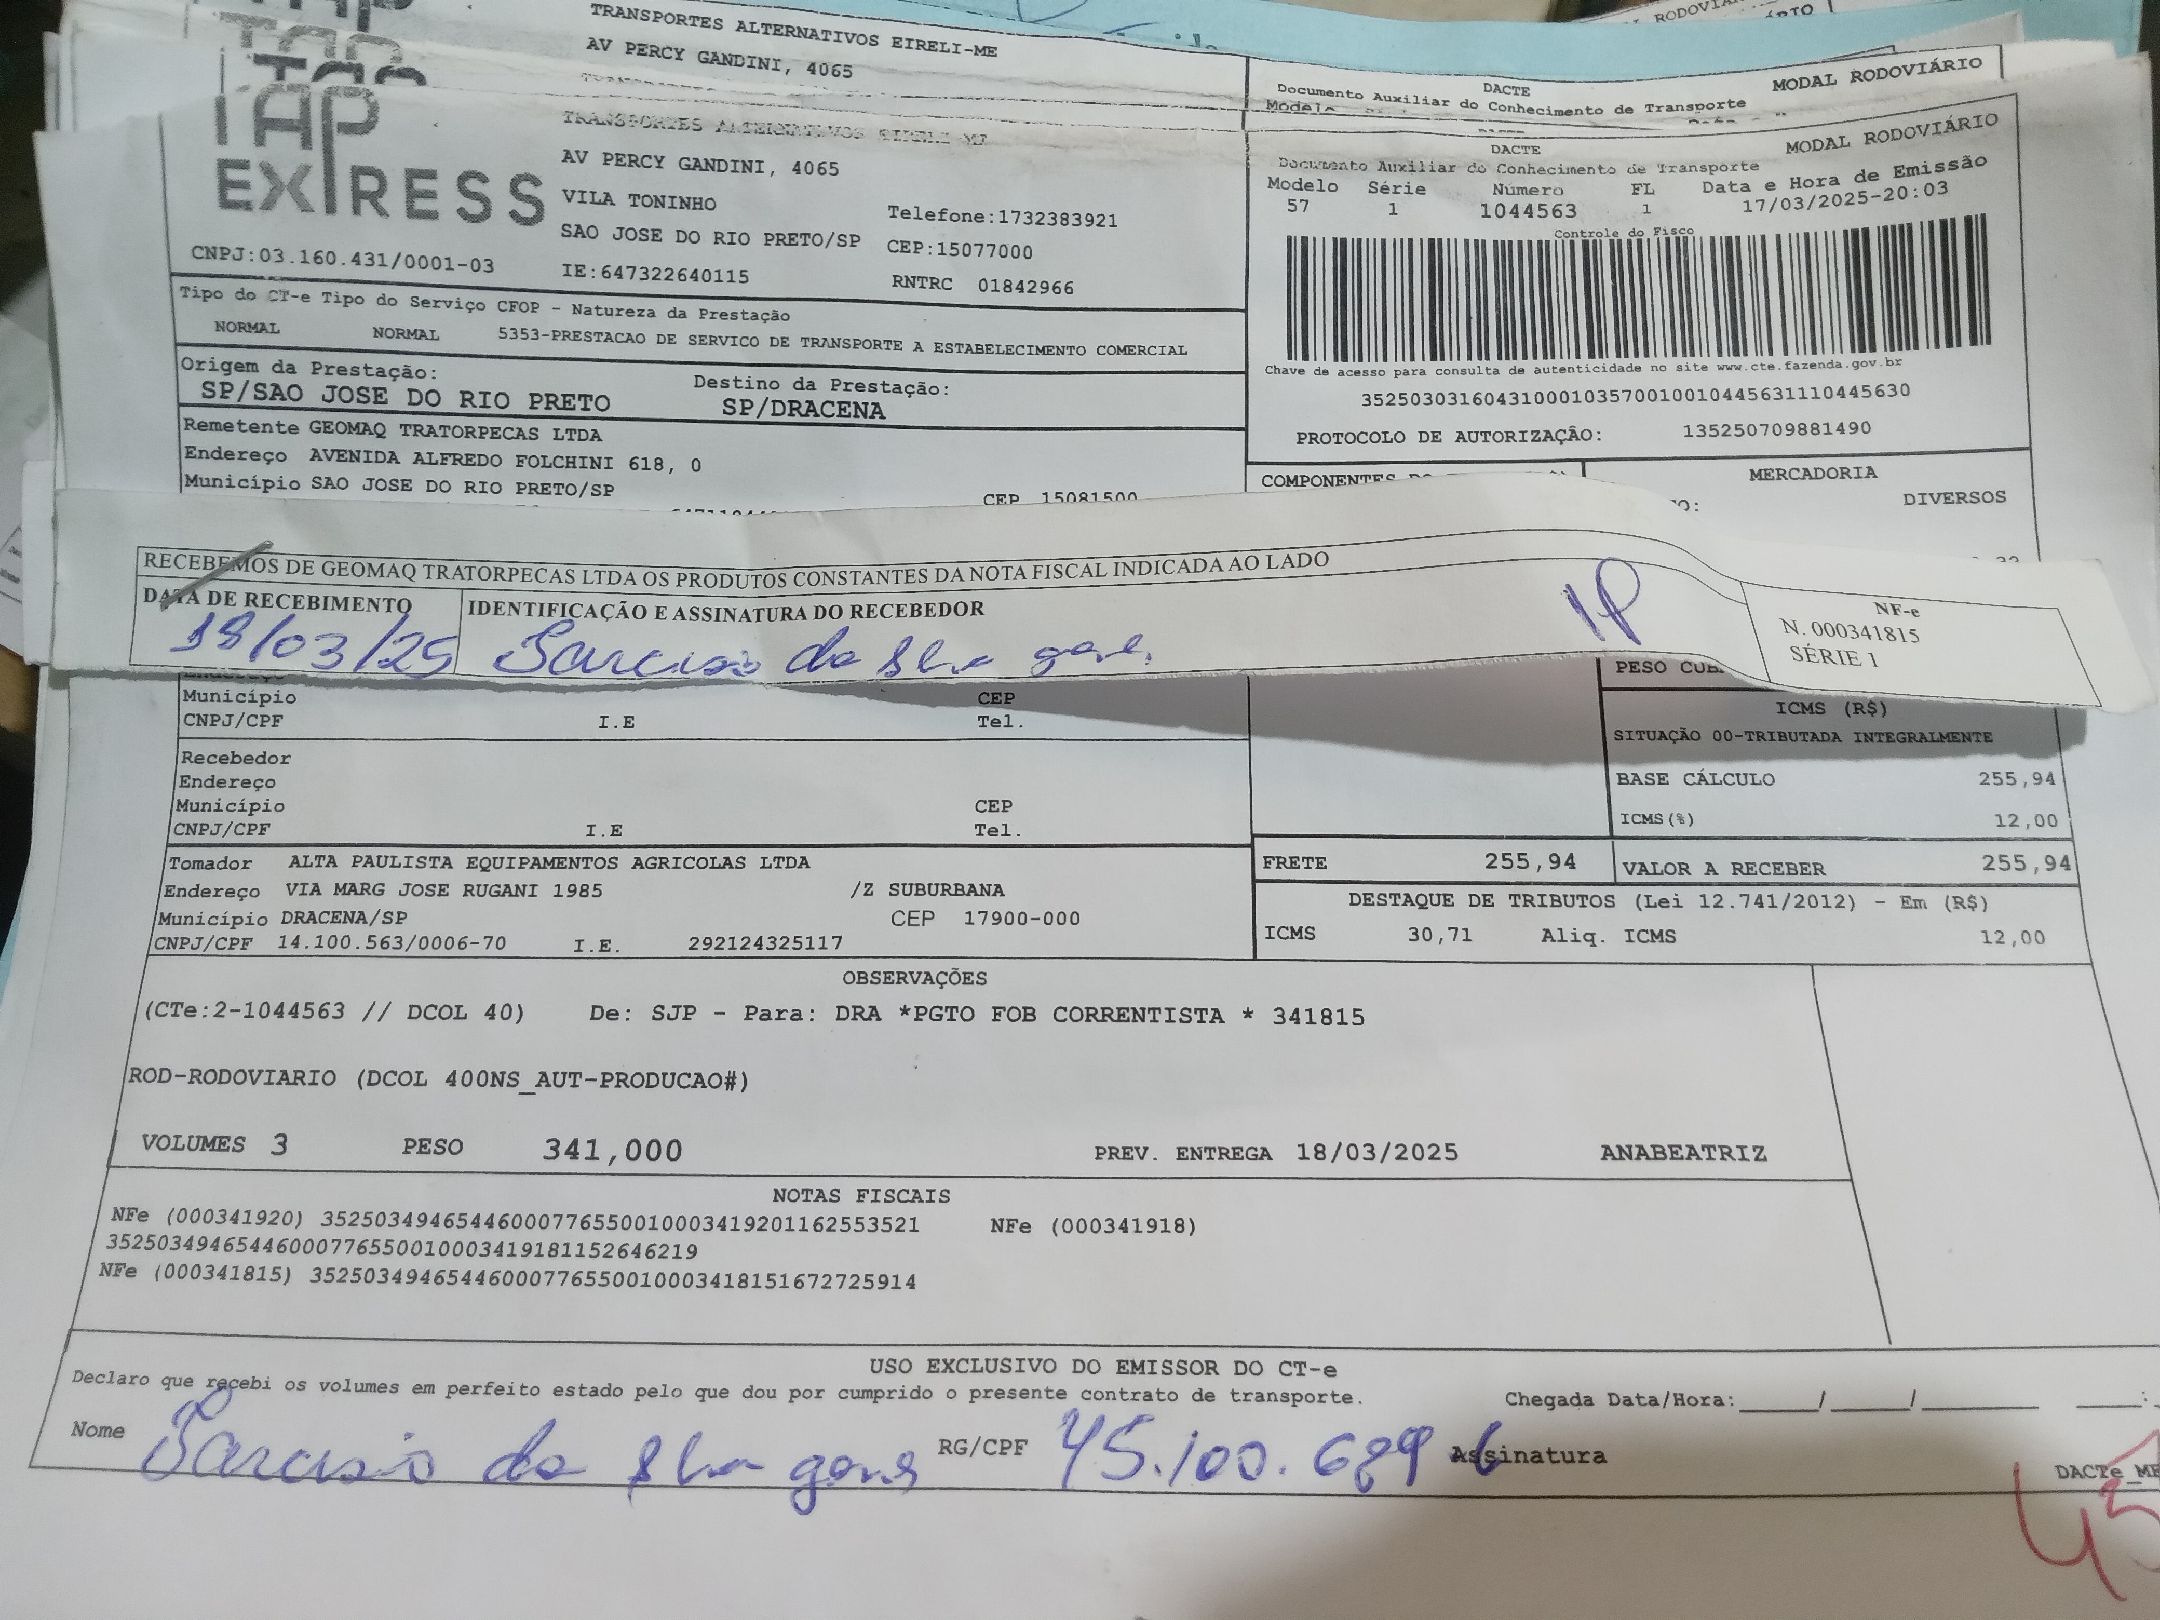 TRANSPORTES ALTERNATIVOS EIRELI-ME
AV PERCY GANDINI, 4065
DACTE
MODAL RODOVIÁRIO
Documento Auxiliar do Conhecimento de Transporte
TAP
EXPRESS
TRANSPORTES ALTERNATIVOS EIRELI-ME
AV PERCY GANDINI, 4065
VILA TONINHO
Telefone:1732383921
SAO JOSE DO RIO PRETO/SP CEP:15077000
CNPJ:03.160.431/0001-03
IE:647322640115
RNTRC 01842966
DACTE
MODAL RODOVIÁRIO
Documento Auxiliar do Conhecimento de Transporte
Modelo Série Número FL Data e Hora de Emissão
57 1 1044563 1 17/03/2025-20:03
Controle do Fisco
Chave de acesso para consulta de autenticidade no site www.cte.fazenda.gov.br
35250303160431000103570010010445631110445630
PROTOCOLO DE AUTORIZAÇÃO: 135250709881490
Tipo do CT-e Tipo do Serviço CFOP - Natureza da Prestação
NORMAL NORMAL 5353-PRESTACAO DE SERVICO DE TRANSPORTE A ESTABELECIMENTO COMERCIAL
Origem da Prestação: Destino da Prestação:
SP/SAO JOSE DO RIO PRETO SP/DRACENA
Remetente GEOMAQ TRATORPECAS LTDA
Endereço AVENIDA ALFREDO FOLCHINI 618, 0
Município SAO JOSE DO RIO PRETO/SP CEP 15081500
COMPONENTES
MERCADORIA
DIVERSOS
RECEBEMOS DE GEOMAQ TRATORPECAS LTDA OS PRODUTOS CONSTANTES DA NOTA FISCAL INDICADA AO LADO
DATA DE RECEBIMENTO IDENTIFICAÇÃO E ASSINATURA DO RECEBEDOR
18/03/25
NF-e
N. 000341815
SÉRIE 1
Município CEP
CNPJ/CPF I.E Tel.
PESO
ICMS (R$)
SITUAÇÃO 00-TRIBUTADA INTEGRALMENTE
BASE CÁLCULO 255,94
ICMS(%) 12,00
Recebedor
Endereço
Município CEP
CNPJ/CPF I.E Tel.
FRETE 255,94 VALOR A RECEBER 255,94
Tomador ALTA PAULISTA EQUIPAMENTOS AGRICOLAS LTDA
Endereço VIA MARG JOSE RUGANI 1985 /Z SUBURBANA
Município DRACENA/SP CEP 17900-000
CNPJ/CPF 14.100.563/0006-70 I.E. 292124325117
DESTAQUE DE TRIBUTOS (Lei 12.741/2012) - Em (R$)
ICMS 30,71 Aliq. ICMS 12,00
OBSERVAÇÕES
(CTe:2-1044563 // DCOL 40) De: SJP - Para: DRA *PGTO FOB CORRENTISTA * 341815
ROD-RODOVIARIO (DCOL 400NS_AUT-PRODUCAO#)
VOLUMES 3 PESO 341,000 PREV. ENTREGA 18/03/2025 ANABEATRIZ
NOTAS FISCAIS
NFe (000341920) 35250349465446000776550010003419201162553521 NFe (000341918)
35250349465446000776550010003419181152646219
NFe (000341815) 35250349465446000776550010003418151672725914
USO EXCLUSIVO DO EMISSOR DO CT-e
Declaro que recebi os volumes em perfeito estado pelo que dou por cumprido o presente contrato de transporte.
Chegada Data/Hora:
Nome RG/CPF 45.100.689 Assinatura